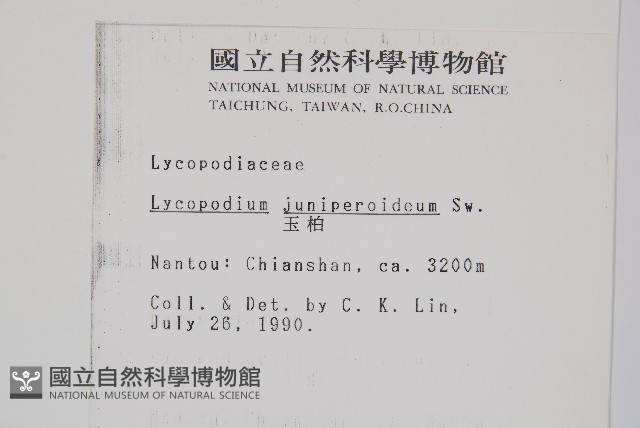 國立自然科學博物館
NATIONAL MUSEUM OF NATURAL SCIENCE
TAICHUNG, TAIWAN, R.O.CHINA
Lycopodiaceae
Lycopodium juniperoideum Sw.
玉柏
Nantou: Chianshan, ca. 3200m
Coll. & Det. by C. K. Lin,
July 26, 1990.
國立自然科學博物館
NATIONAL MUSEUM OF NATURAL SCIENCE